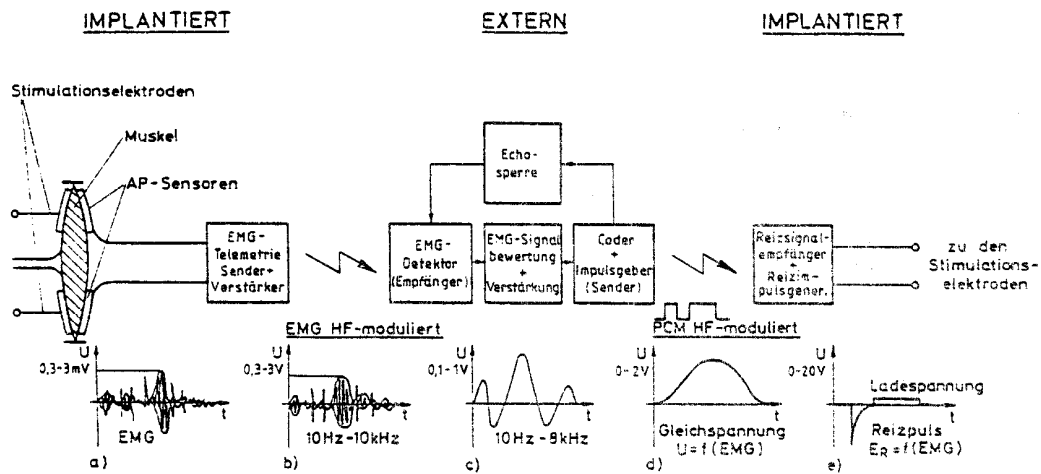 IMPLANTIERT
EXTERN
IMPLANTIERT
Stimulationselektroden
Muskel
AP-Sensoren
EMG-
Telemetrie
Sender+
Verstärker
Echo-
sperre
EMG-
Detektor
(Empfänger)
EMG-Signal
bewertung
+
Verstärkung
Coder
+
Impulsgeber
(Sender)
Reizsignal-
empfänger
+
Reizim-
pulsgener.
zu den
Stimulations-
elektroden
EMG HF-moduliert
PCM HF-moduliert
U
0,3-3mV
t
EMG
a)
U
0,3-3V
t
10Hz-10kHz
b)
U
0,1-1V
t
10Hz-8kHz
c)
U
0-2V
t
Gleichspannung
U=f(EMG)
d)
U
0-20V
Ladespannung
t
Reizpuls
E_R=f(EMG)
e)